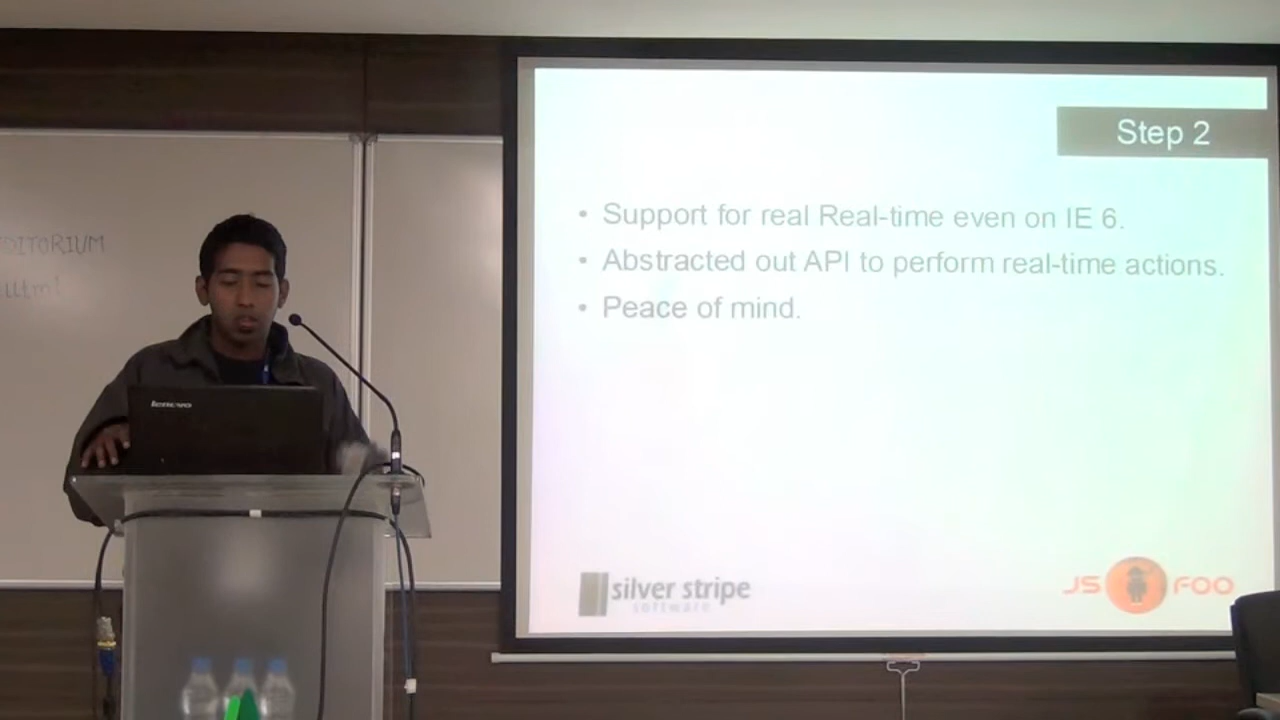 Step 2
• Support for real Real-time even on IE 6.
• Abstracted out API to perform real-time actions.
• Peace of mind.
silver stripe
software
JS FOO
DITORIUM
lenovo